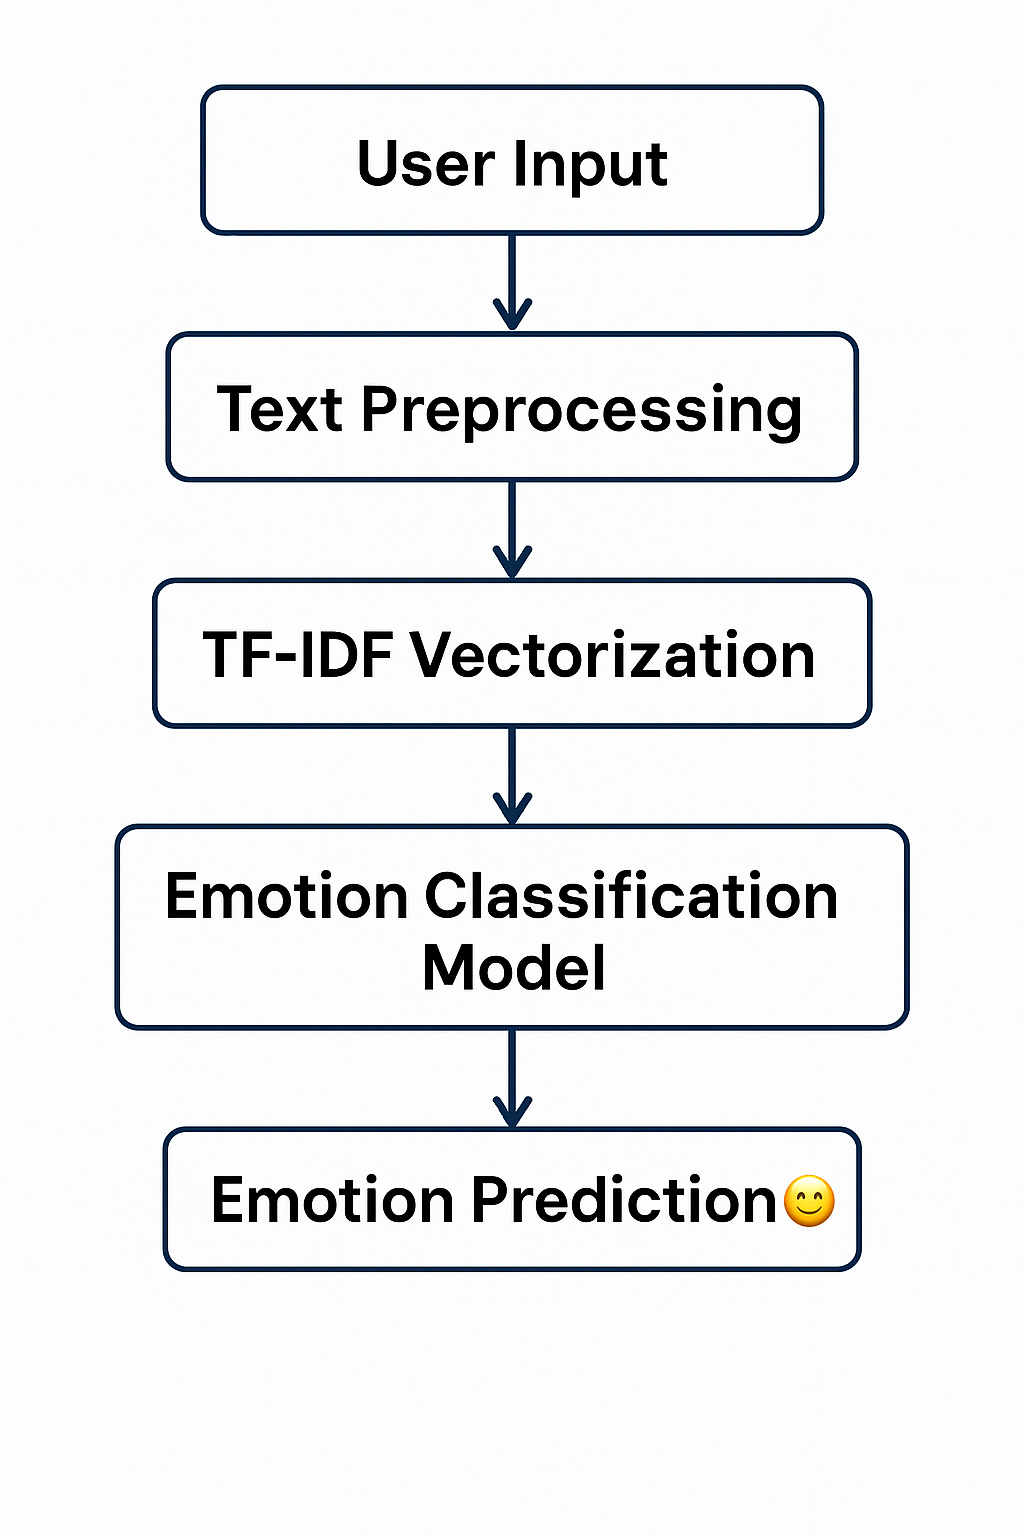 User Input
Text Preprocessing
TF-IDF Vectorization
Emotion Classification
Model
Emotion Prediction😊